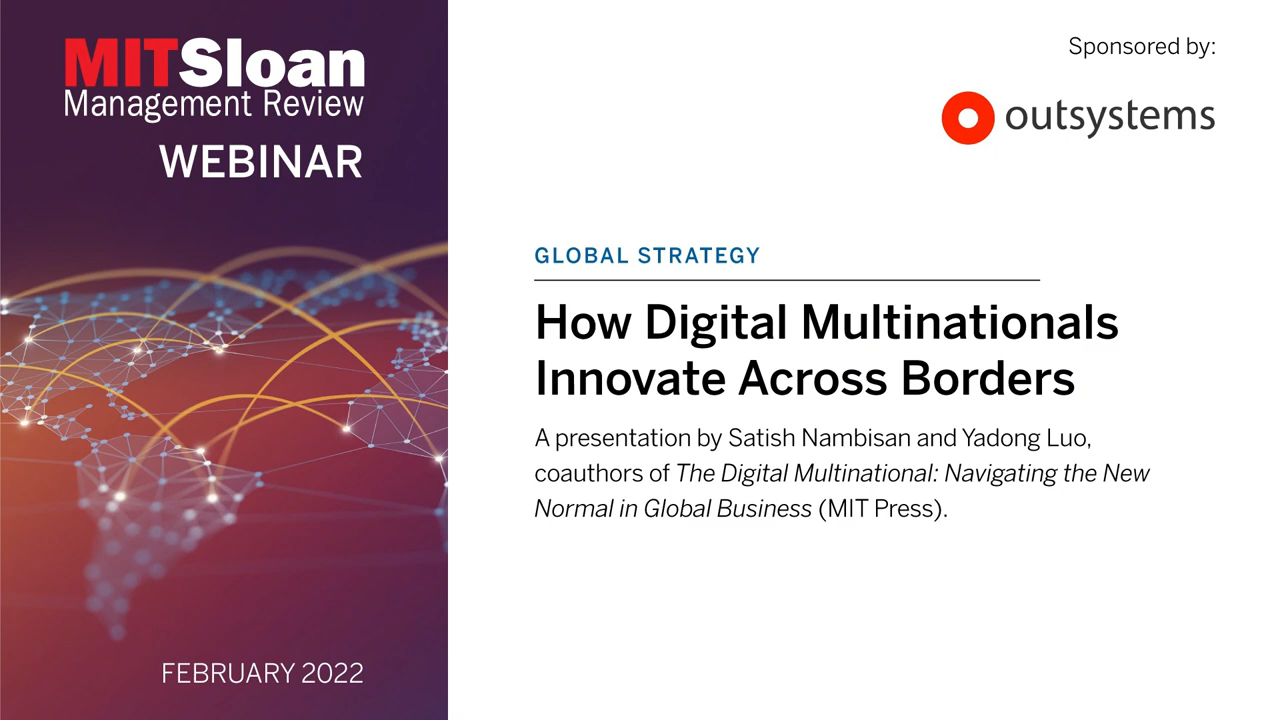 MITSloan
Management Review
WEBINAR
FEBRUARY 2022
Sponsored by:
outsystems
GLOBAL STRATEGY
How Digital Multinationals
Innovate Across Borders
A presentation by Satish Nambisan and Yadong Luo,
coauthors of The Digital Multinational: Navigating the New
Normal in Global Business (MIT Press).